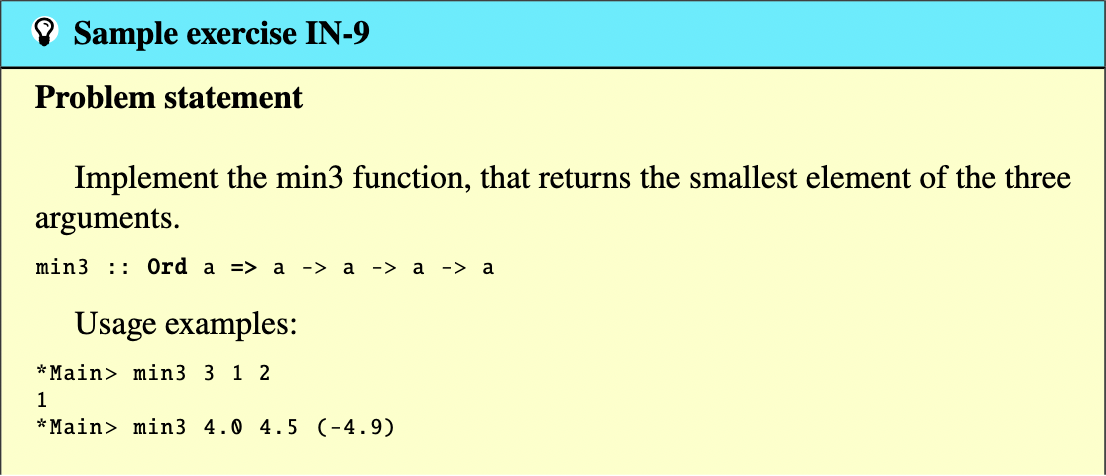 Sample exercise IN-9
Problem statement
Implement the min3 function, that returns the smallest element of the three
arguments.
min3 :: Ord a => a -> a -> a -> a
Usage examples:
*Main> min3 3 1 2
1
*Main> min3 4.0 4.5 (-4.9)